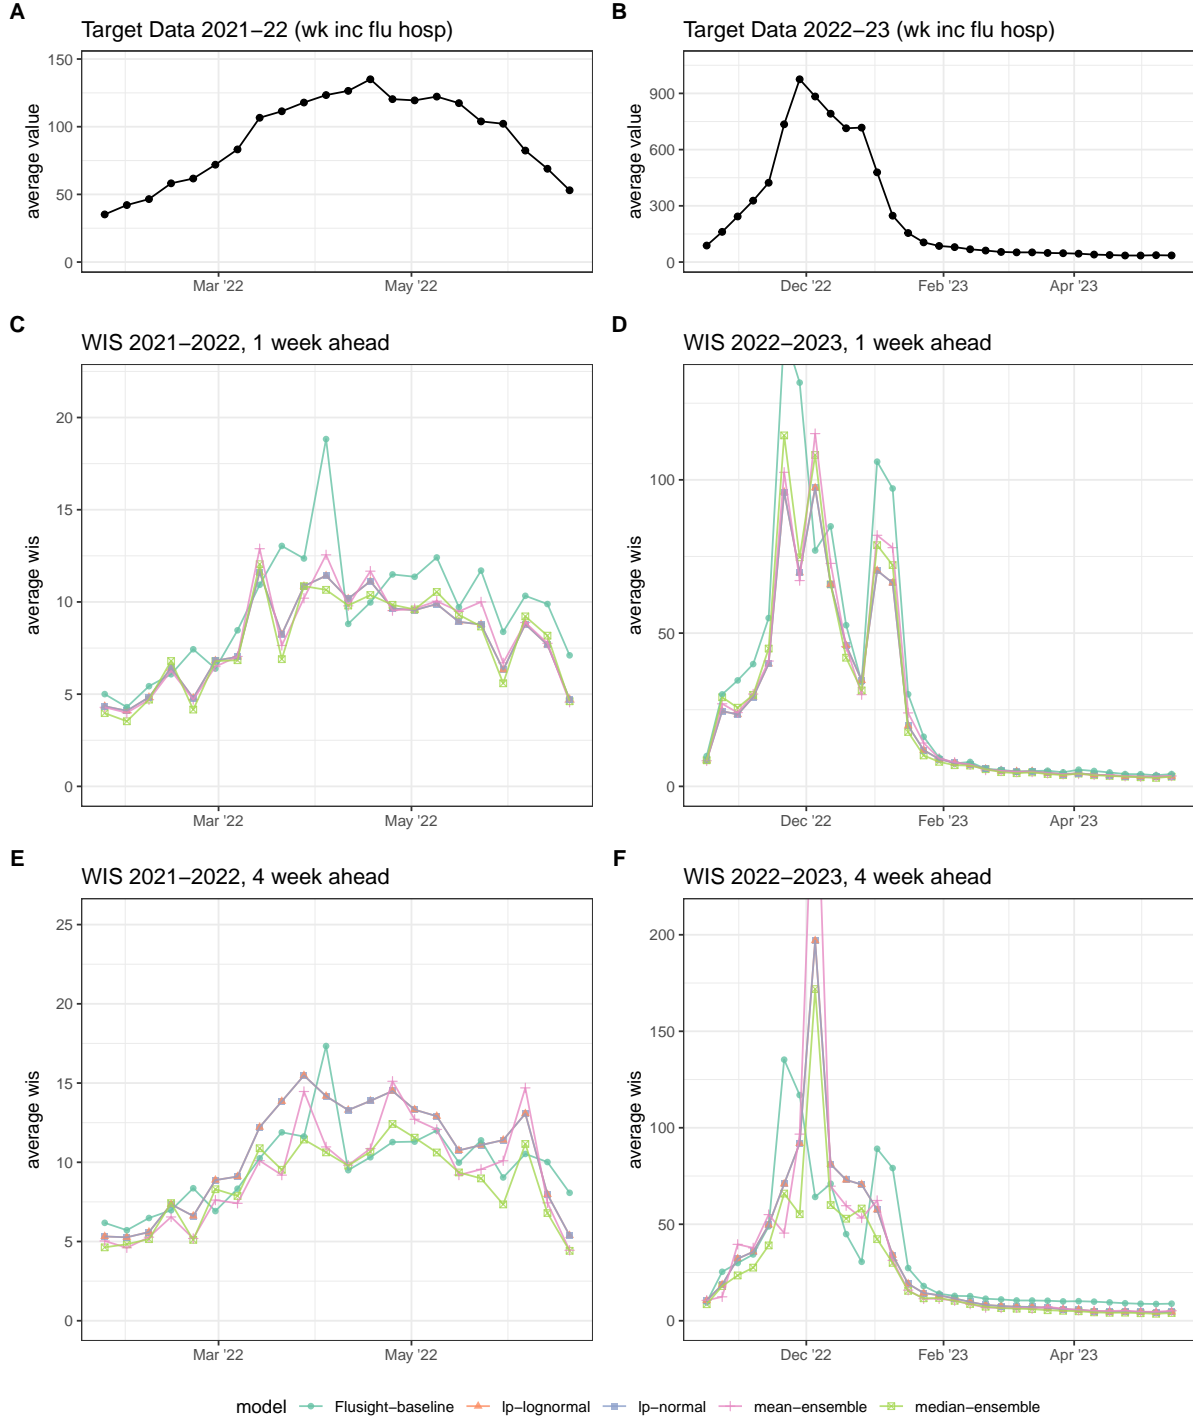 A
Target Data 2021−22 (wk inc flu hosp)
average value
150
100
50
0
Mar '22
May '22
B
Target Data 2022−23 (wk inc flu hosp)
average value
900
600
300
0
Dec '22
Feb '23
Apr '23
C
WIS 2021−2022, 1 week ahead
average wis
20
15
10
5
0
Mar '22
May '22
D
WIS 2022−2023, 1 week ahead
average wis
100
50
0
Dec '22
Feb '23
Apr '23
E
WIS 2021−2022, 4 week ahead
average wis
25
20
15
10
5
0
Mar '22
May '22
F
WIS 2022−2023, 4 week ahead
average wis
200
150
100
50
0
Dec '22
Feb '23
Apr '23
model Flusight−baseline lp−lognormal lp−normal mean−ensemble median−ensemble